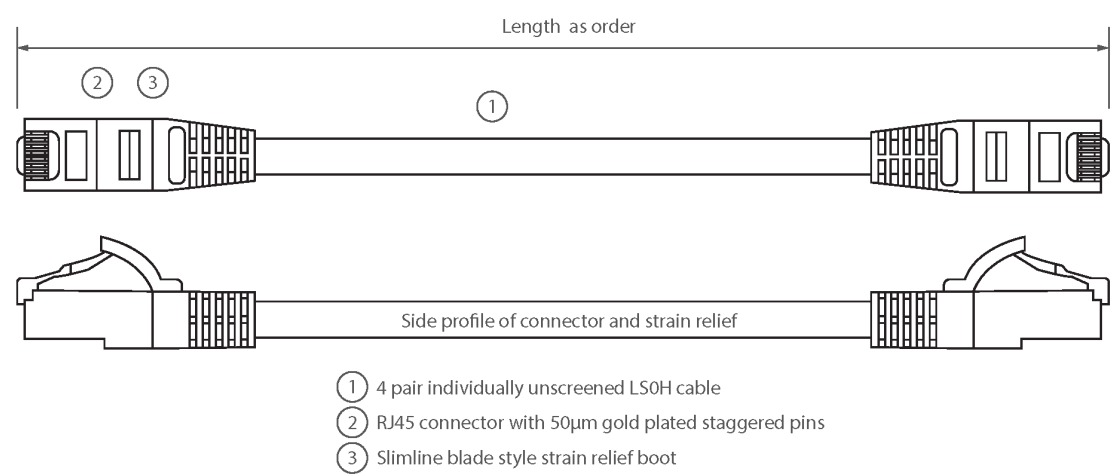 Length as order
2 3
1
Side profile of connector and strain relief
1 4 pair individually unscreened LS0H cable
2 RJ45 connector with 50µm gold plated staggered pins
3 Slimline blade style strain relief boot